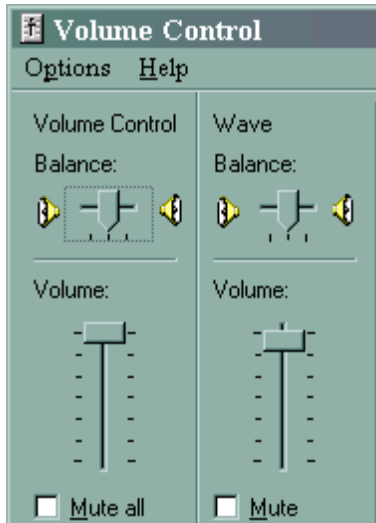 Volume Control
Options Help
Volume Control
Balance:
Volume:
Mute all
Wave
Balance:
Volume:
Mute